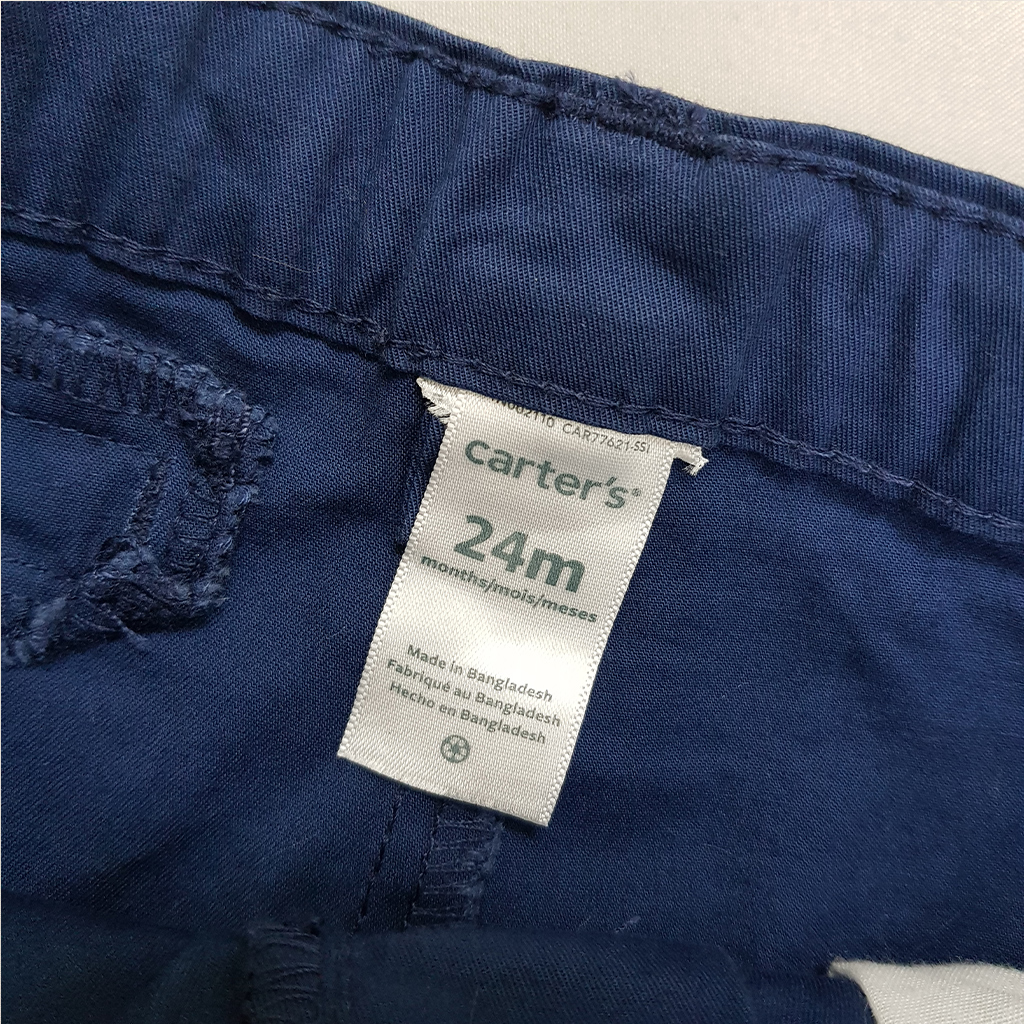 CAR77621-SSI
carter's®
24m
months/mois/meses
Made in Bangladesh
Fabriqué au Bangladesh
Hecho en Bangladesh